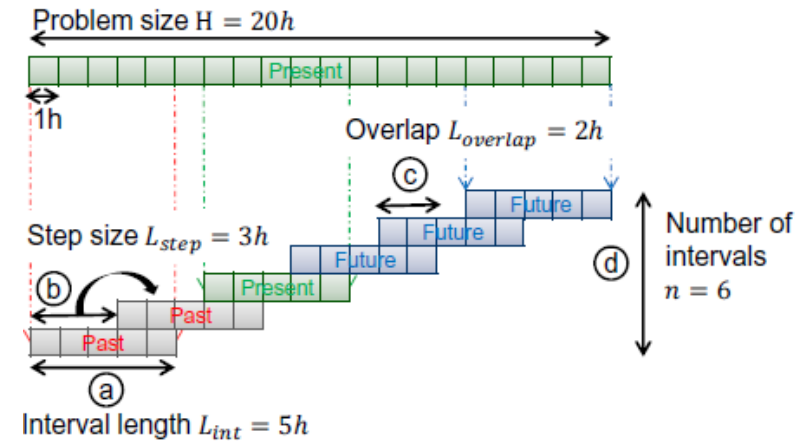 Problem size H = 20h
Present
1h
Overlap L_overlap = 2h
c
Future
Step size L_step = 3h
Future
Number of
intervals
n = 6
d
Future
b
Present
Past
Past
a
Interval length L_int = 5h